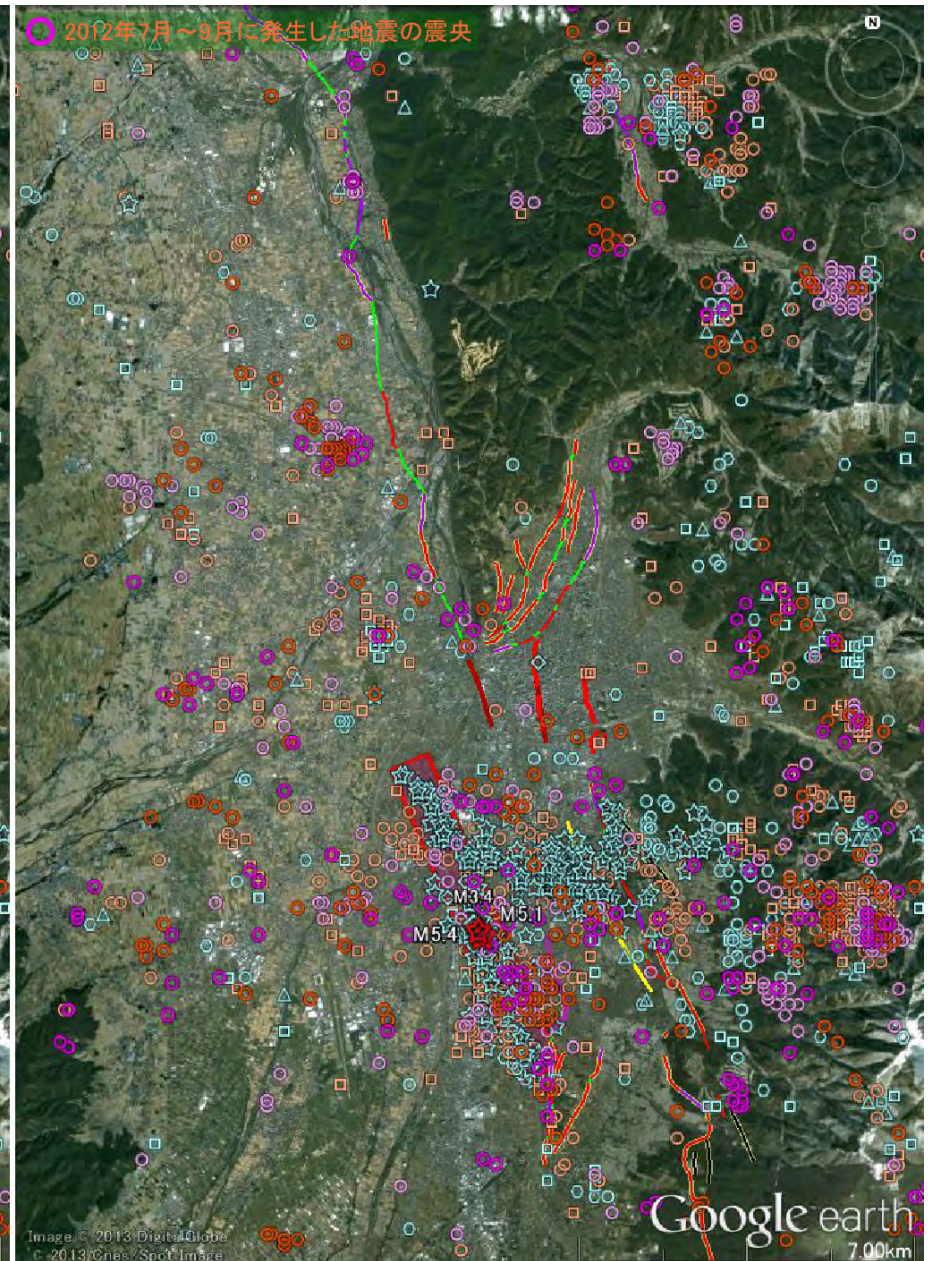 2012年7月～9月に発生した地震の震央
N
M3.4
M5.1
M5.4
Google earth
Image © 2013 DigitalGlobe
© 2013 Cnes/Spot Image
7.00km